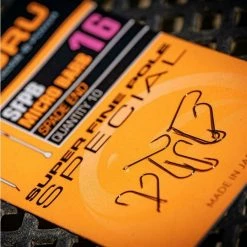 SFPB
MICRO BARB
16
SPADE END
QUANTITY 10
SUPER FINE POLE
SPECIAL
MADE IN JA